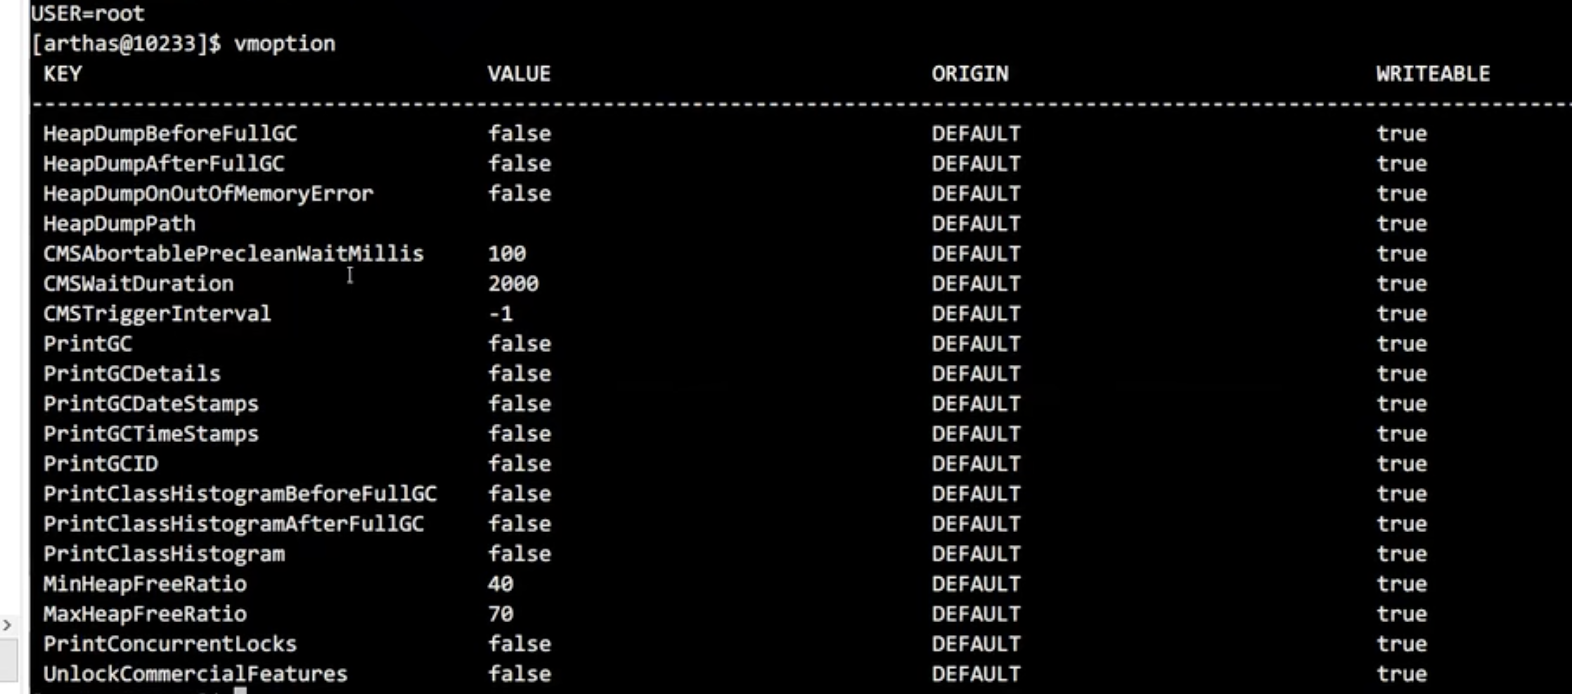 USER=root
[arthas@10233]$ vmoption
KEY VALUE ORIGIN WRITEABLE
--------------------------------------------------------------------------------------------------------------------------
HeapDumpBeforeFullGC false DEFAULT true
HeapDumpAfterFullGC false DEFAULT true
HeapDumpOnOutOfMemoryError false DEFAULT true
HeapDumpPath DEFAULT true
CMSAbortablePrecleanWaitMillis 100 DEFAULT true
CMSWaitDuration 2000 DEFAULT true
CMSTriggerInterval -1 DEFAULT true
PrintGC false DEFAULT true
PrintGCDetails false DEFAULT true
PrintGCDateStamps false DEFAULT true
PrintGCTimeStamps false DEFAULT true
PrintGCID false DEFAULT true
PrintClassHistogramBeforeFullGC false DEFAULT true
PrintClassHistogramAfterFullGC false DEFAULT true
PrintClassHistogram false DEFAULT true
MinHeapFreeRatio 40 DEFAULT true
MaxHeapFreeRatio 70 DEFAULT true
PrintConcurrentLocks false DEFAULT true
UnlockCommercialFeatures false DEFAULT true